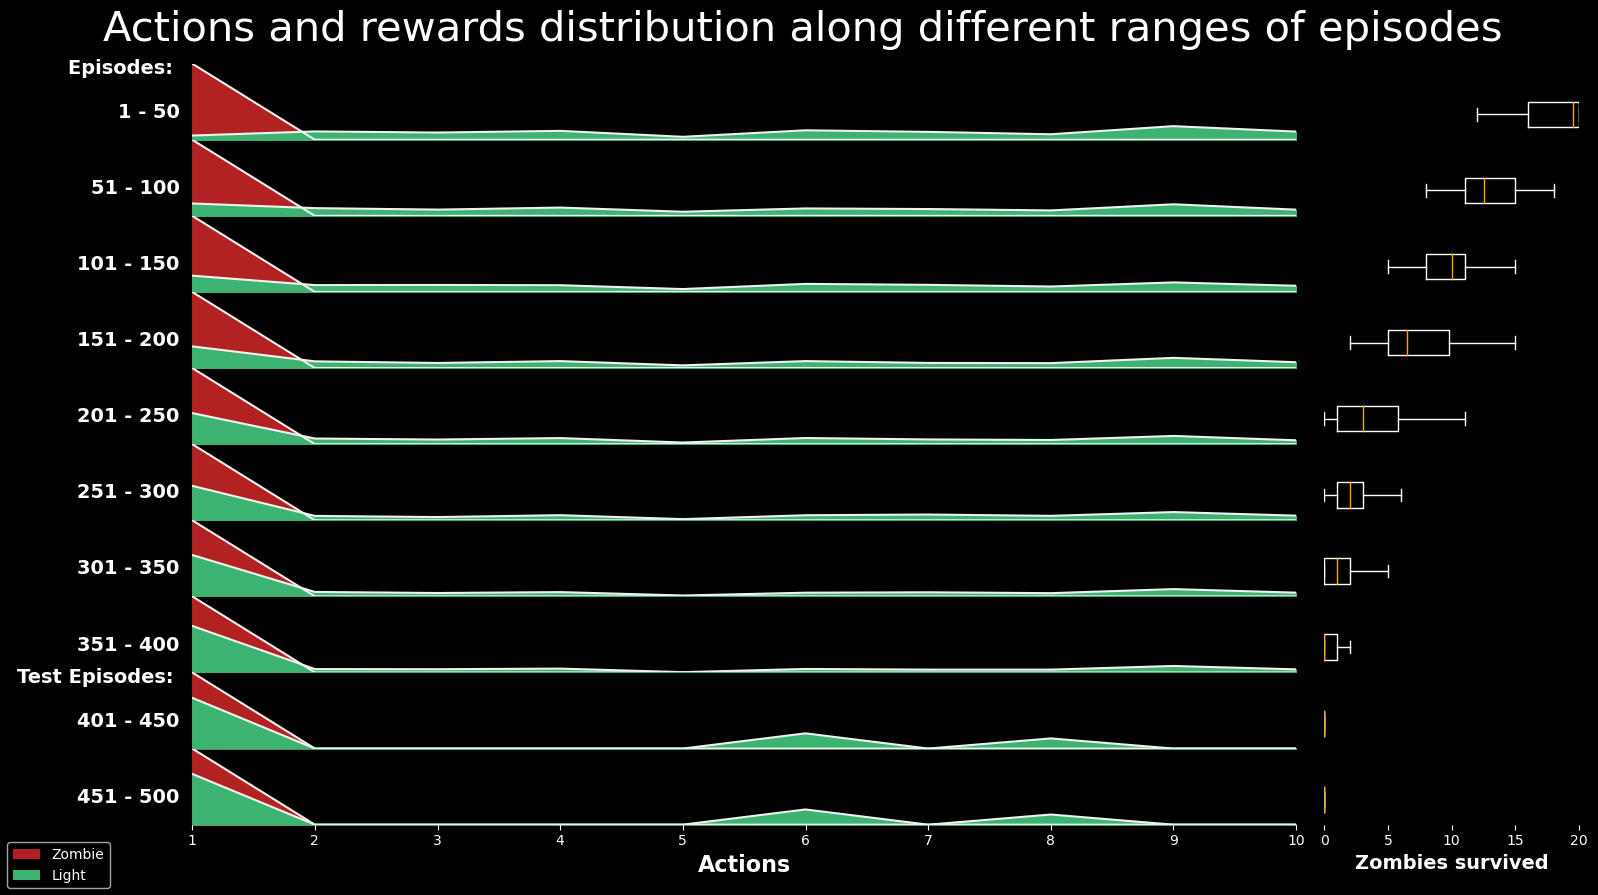 Actions and rewards distribution along different ranges of episodes
Episodes:
1 - 50
51 - 100
101 - 150
151 - 200
201 - 250
251 - 300
301 - 350
351 - 400
Test Episodes:
401 - 450
451 - 500
1 2 3 4 5 6 7 8 9 10
0 5 10 15 20
Actions
Zombies survived
Zombie
Light